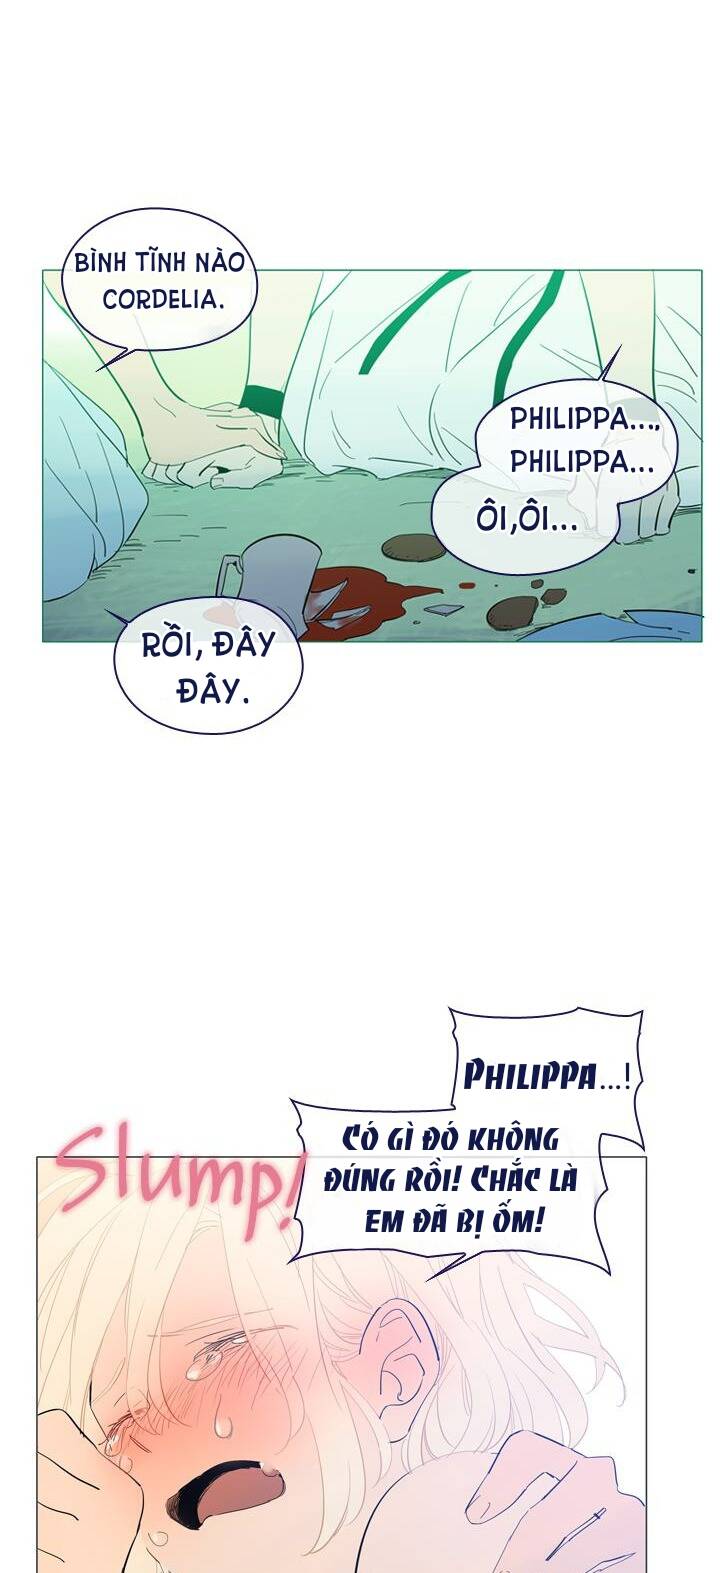 BÌNH TĨNH NÀO
CORDELIA.
PHILIPPA...,
PHILIPPA...
ÔI,ÔI...
RỒI, ĐÂY
ĐÂY.
PHILIPPA...!
Slump!
CÓ GÌ ĐÓ KHÔNG
ĐÚNG RỒI! CHẮC LÀ
EM ĐÃ BỊ ỐM!